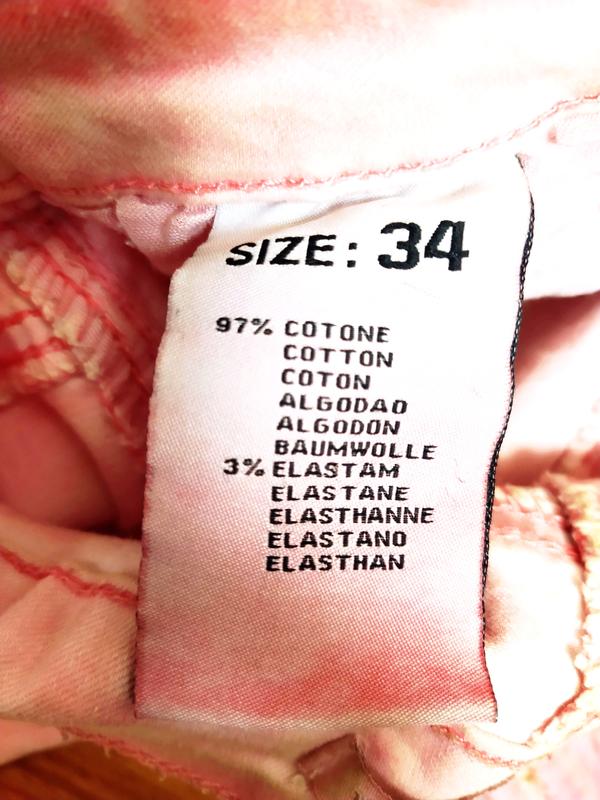 SIZE: 34
97% COTONE
COTTON
COTON
ALGODAO
ALGODON
BAUMWOLLE
3% ELASTAM
ELASTANE
ELASTHANNE
ELASTANO
ELASTHAN